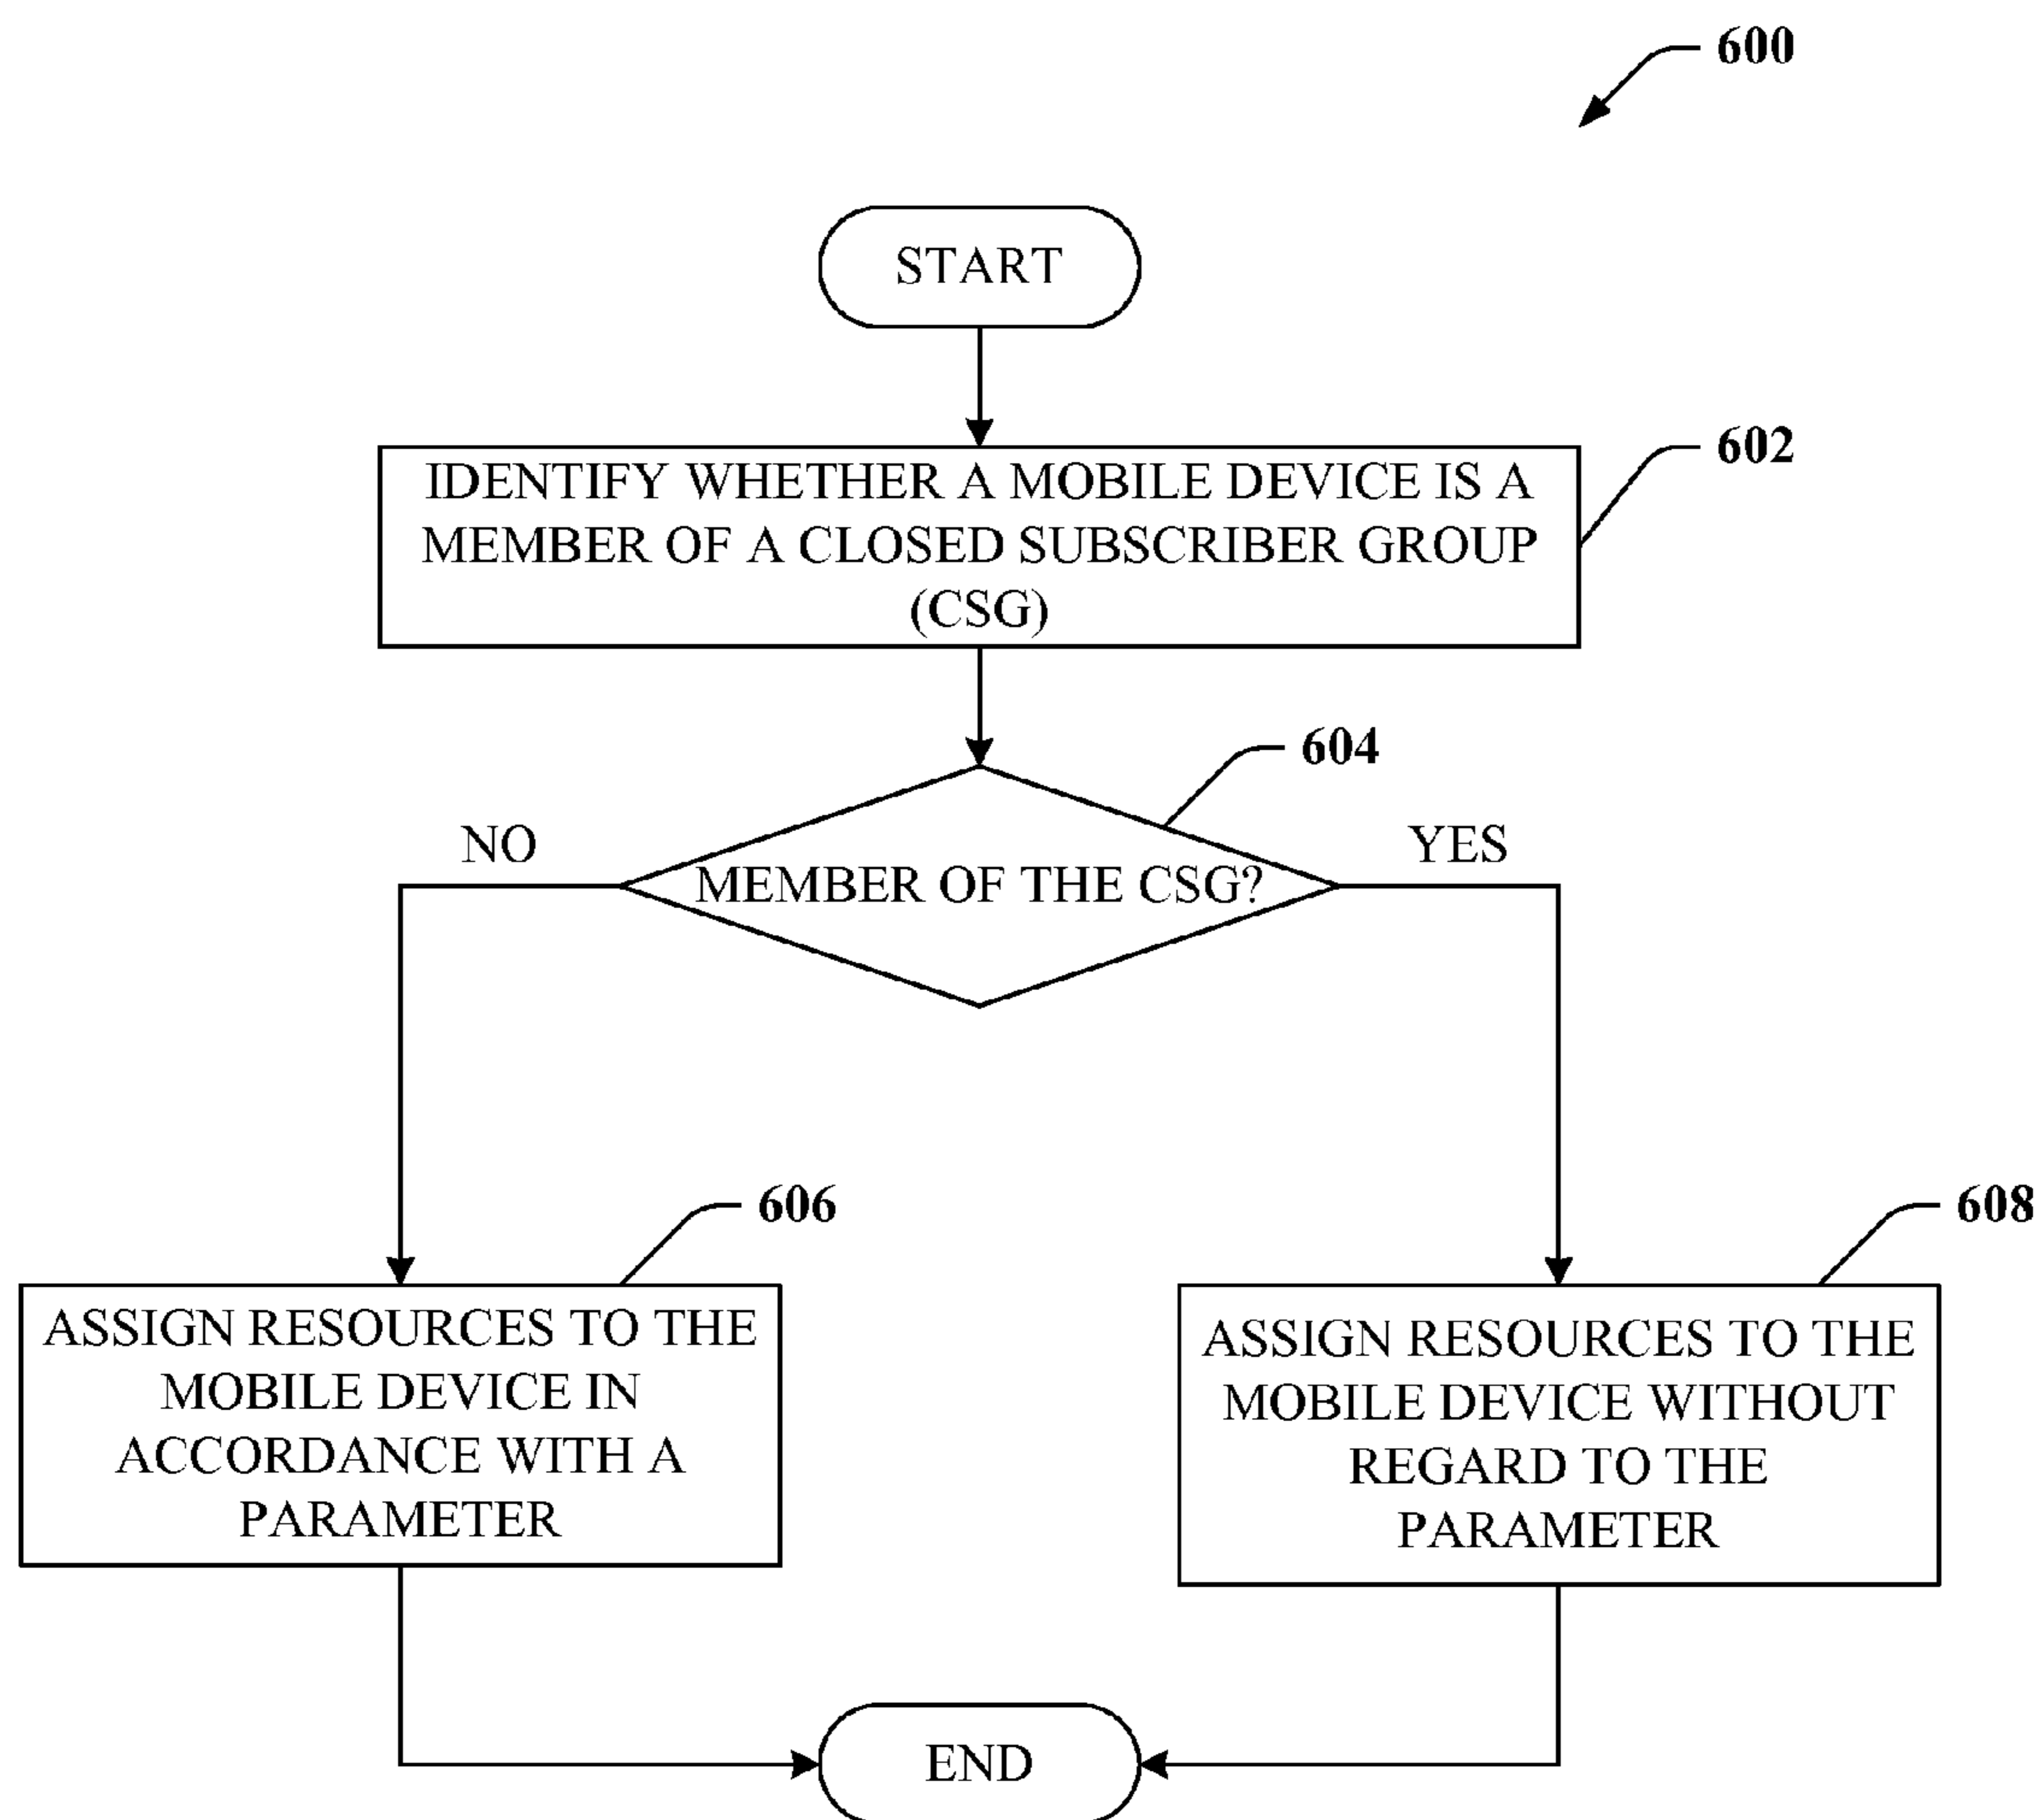 600
START
602
IDENTIFY WHETHER A MOBILE DEVICE IS A
MEMBER OF A CLOSED SUBSCRIBER GROUP
(CSG)
604
NO
YES
MEMBER OF THE CSG?
606
608
ASSIGN RESOURCES TO THE
MOBILE DEVICE IN
ACCORDANCE WITH A
PARAMETER
ASSIGN RESOURCES TO THE
MOBILE DEVICE WITHOUT
REGARD TO THE
PARAMETER
END